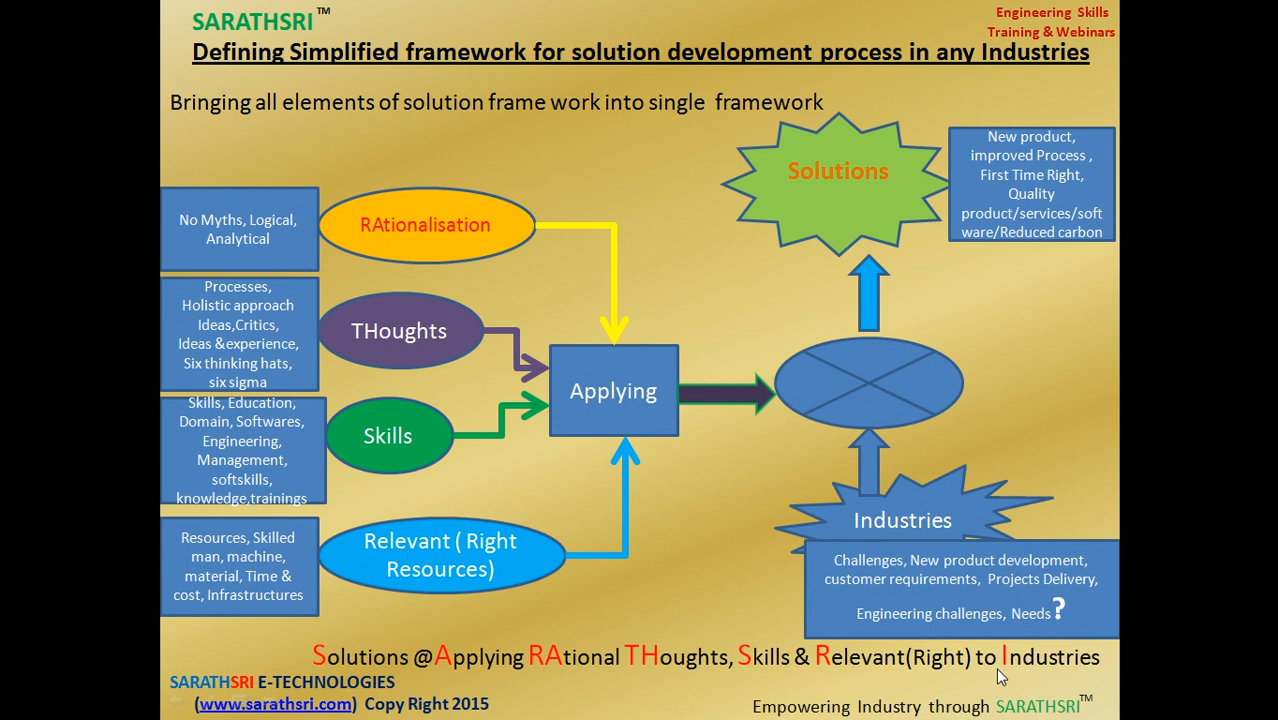 SARATHSRI™
Engineering Skills
Training & Webinars
Defining Simplified framework for solution development process in any Industries
Bringing all elements of solution frame work into single framework
Solutions
New product,
improved Process ,
First Time Right,
Quality
product/services/soft
ware/Reduced carbon
No Myths, Logical,
Analytical
RAtionalisation
Processes,
Holistic approach
Ideas,Critics,
Ideas &experience,
Six thinking hats,
six sigma
THoughts
Applying
Skills, Education,
Domain, Softwares,
Engineering,
Management,
softskills,
knowledge,trainings
Skills
Resources, Skilled
man, machine,
material, Time &
cost, Infrastructures
Relevant ( Right
Resources)
Industries
Challenges, New product development,
customer requirements, Projects Delivery,
Engineering challenges, Needs?
Solutions @Applying RAtional THoughts, Skills & Relevant(Right) to Industries
SARATHSRI E-TECHNOLOGIES
(www.sarathsri.com) Copy Right 2015
Empowering Industry through SARATHSRI™